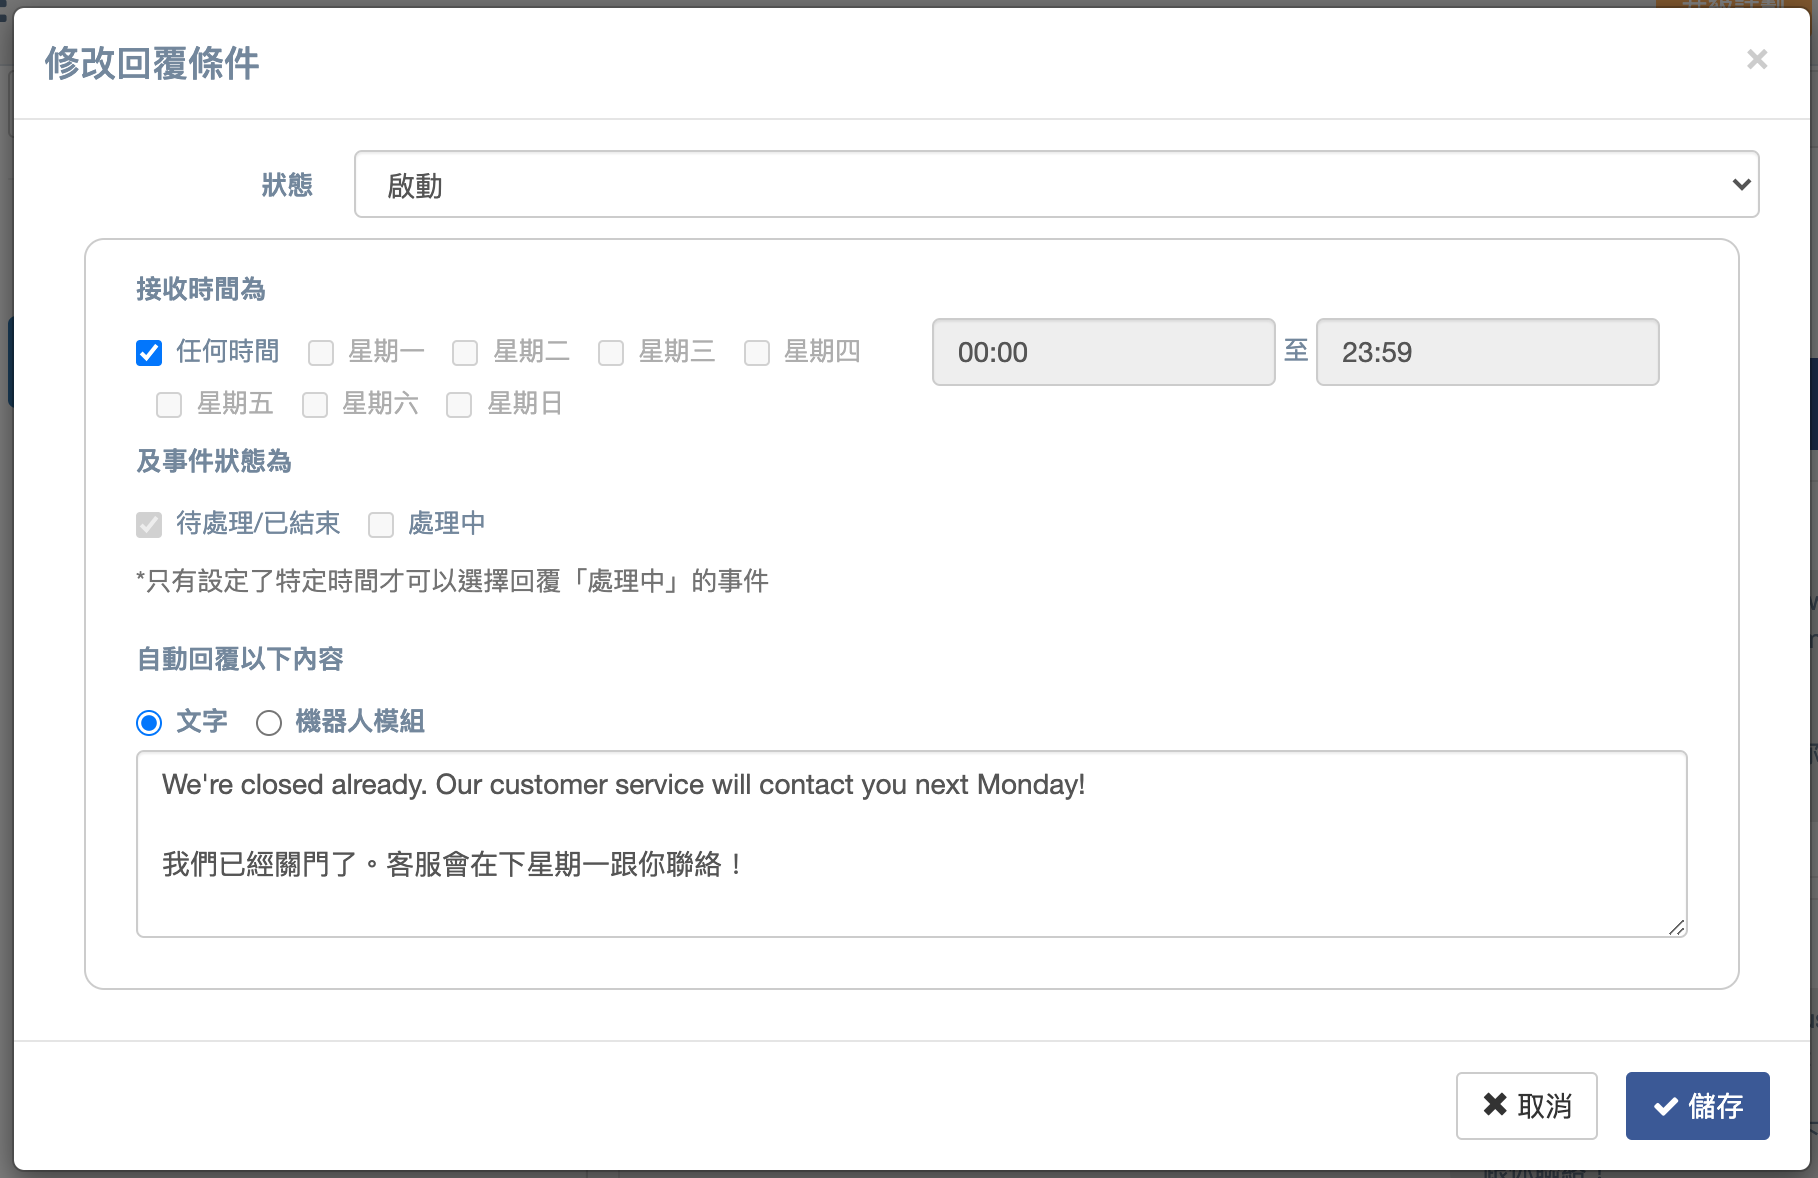 修改回覆條件
×
狀態 啟動
接收時間為
任何時間 星期一 星期二 星期三 星期四 00:00 至 23:59
星期五 星期六 星期日
及事件狀態為
待處理/已結束 處理中
*只有設定了特定時間才可以選擇回覆「處理中」的事件
自動回覆以下內容
文字 機器人模組
We're closed already. Our customer service will contact you next Monday!
我們已經關門了。客服會在下星期一跟你聯絡！
取消 儲存